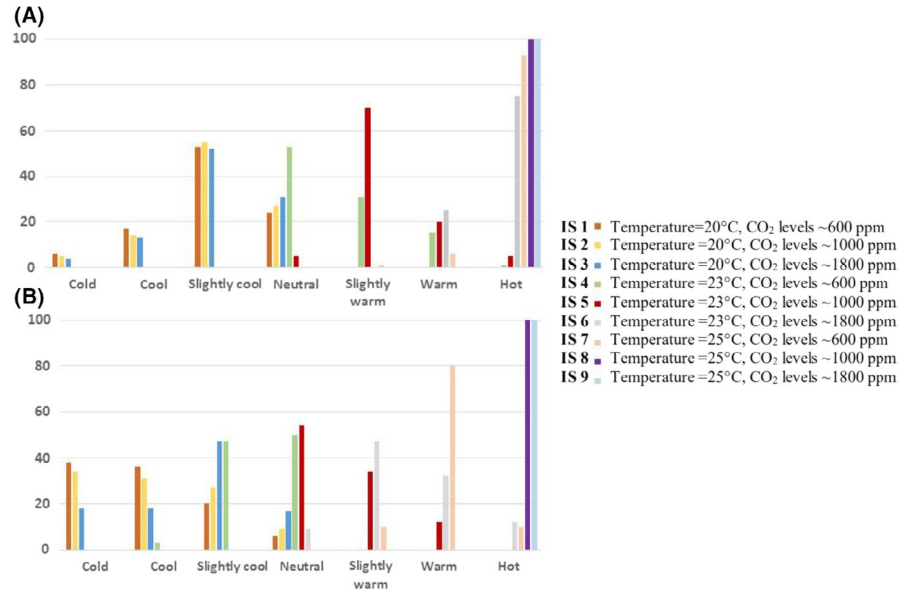 (A)
100
80
60
40
20
0
Cold Cool Slightly cool Neutral Slightly warm Warm Hot
(B)
100
80
60
40
20
0
Cold Cool Slightly cool Neutral Slightly warm Warm Hot
IS 1 Temperature=20°C, CO₂ levels ~600 ppm
IS 2 Temperature =20°C, CO₂ levels ~1000 ppm
IS 3 Temperature =20°C, CO₂ levels ~1800 ppm
IS 4 Temperature =23°C, CO₂ levels ~600 ppm
IS 5 Temperature =23°C, CO₂ levels ~1000 ppm
IS 6 Temperature =23°C, CO₂ levels ~1800 ppm
IS 7 Temperature =25°C, CO₂ levels ~600 ppm
IS 8 Temperature =25°C, CO₂ levels ~1000 ppm
IS 9 Temperature =25°C, CO₂ levels ~1800 ppm